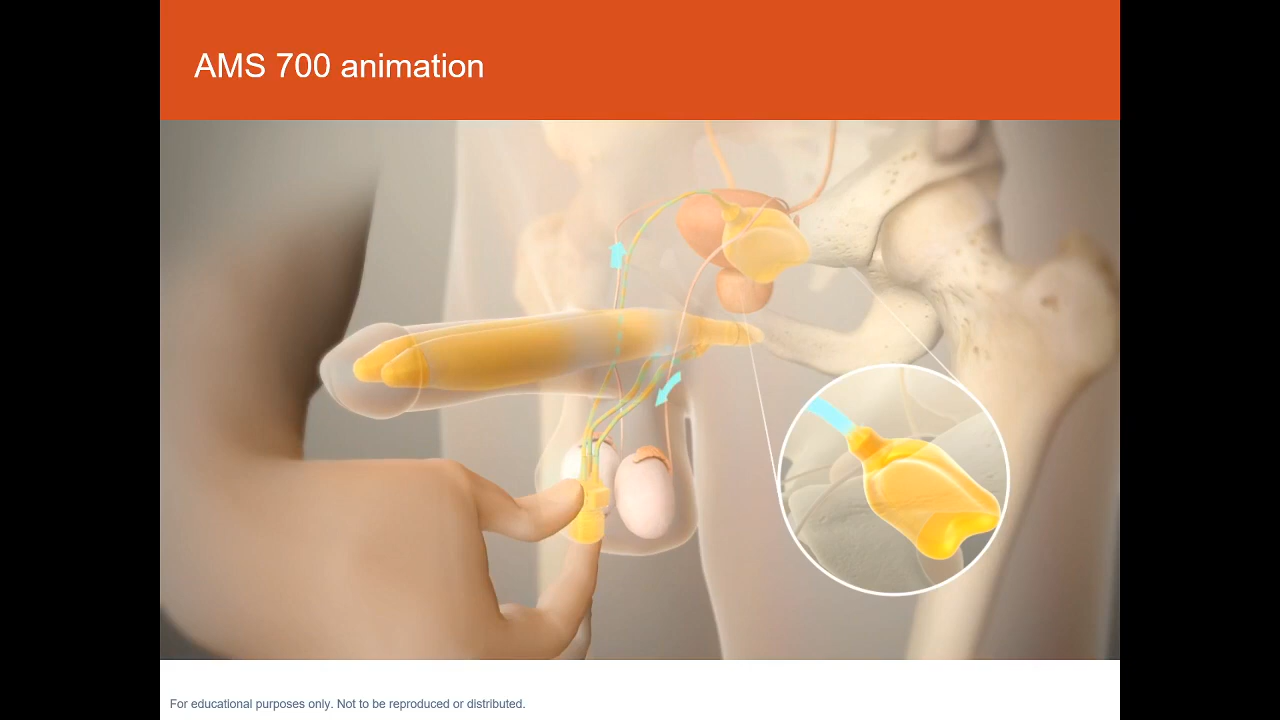 AMS 700 animation
For educational purposes only. Not to be reproduced or distributed.